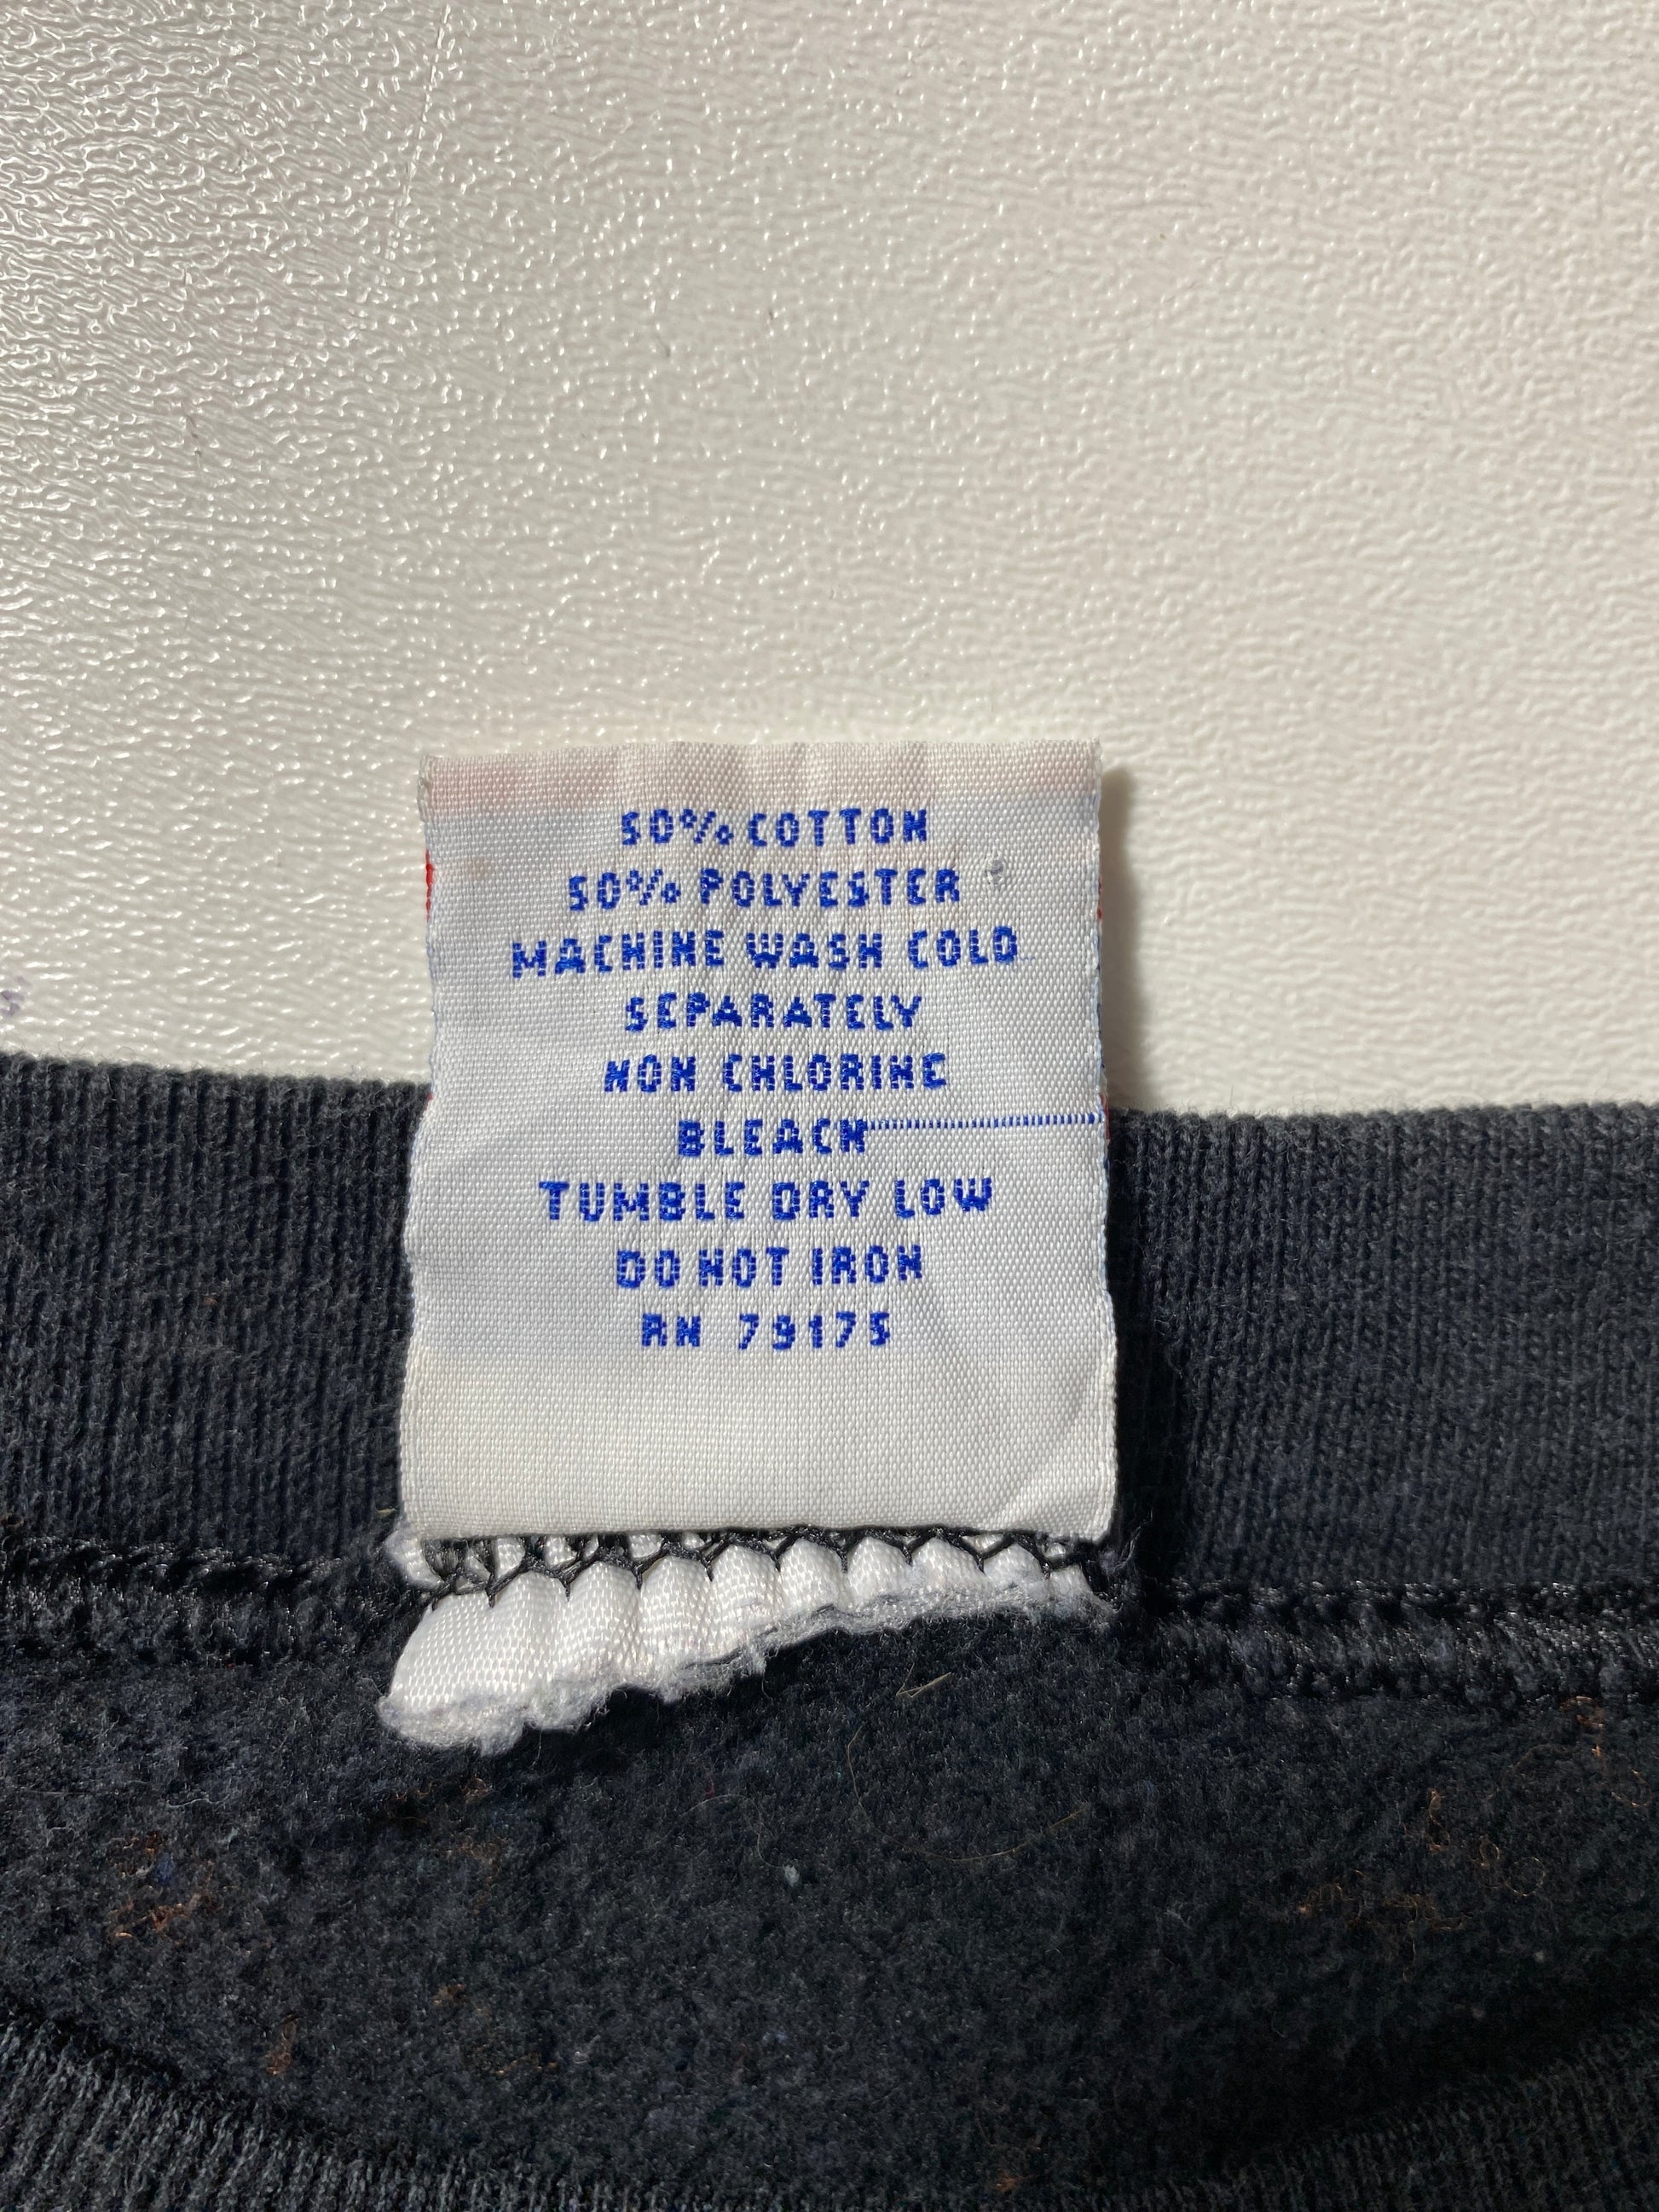 50% COTTON
50% POLYESTER
MACHINE WASH COLD
SEPARATELY
NON CHLORINE
BLEACH
TUMBLE DRY LOW
DO NOT IRON
RN 79175